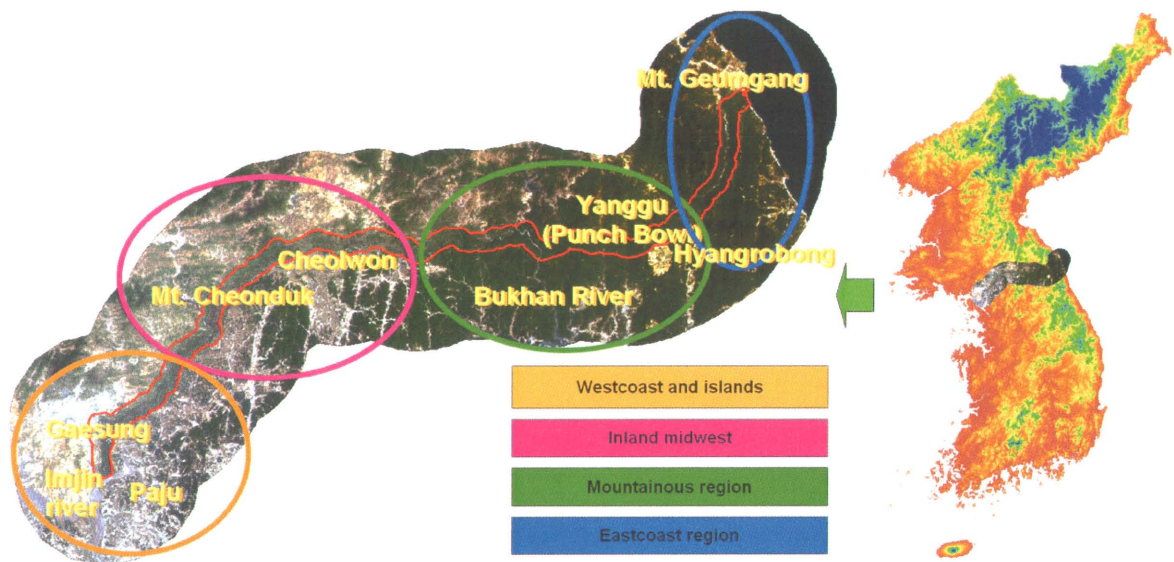 Mt. Geumgang
Yanggu
(Punch Bowl)
Hyangrobong
Cheolwon
Mt. Cheonduk
Bukhan River
Gaesung
Imjin
river
Paju
Westcoast and islands
Inland midwest
Mountainous region
Eastcoast region